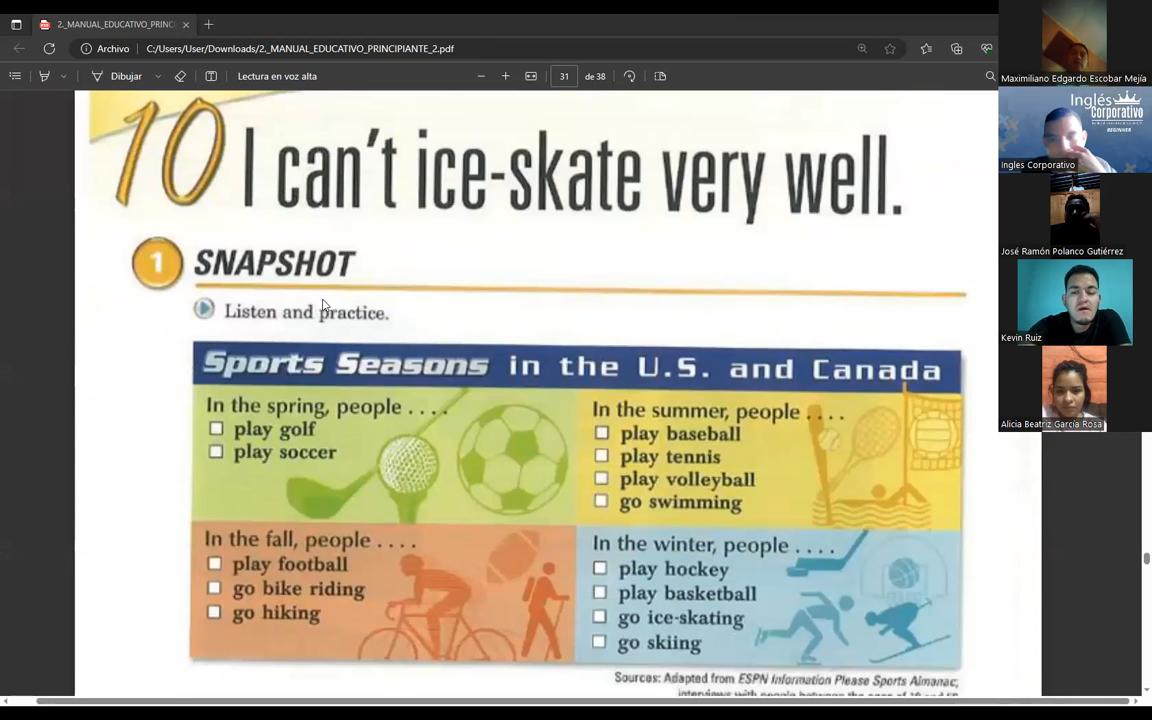 2._MANUAL_EDUCATIVO_PRINCI
Archivo C:/Users/User/Downloads/2._MANUAL_EDUCATIVO_PRINCIPIANTE_2.pdf
Dibujar Lectura en voz alta 31 de 38
10 I can't ice-skate very well.
1 SNAPSHOT
Listen and practice.
Sports Seasons in the U.S. and Canada
In the spring, people . . . .
play golf
play soccer
In the summer, people . . . .
play baseball
play tennis
play volleyball
go swimming
In the fall, people . . . .
play football
go bike riding
go hiking
In the winter, people . . . .
play hockey
play basketball
go ice-skating
go skiing
Sources: Adapted from ESPN Information Please Sports Almanac,
Maximiliano Edgardo Escobar Mejía
Inglés
Corporativo
BEGINNER
Ingles Corporativo
José Ramón Polanco Gutiérrez
Kevin Ruiz
Alicia Beatriz García Rosa